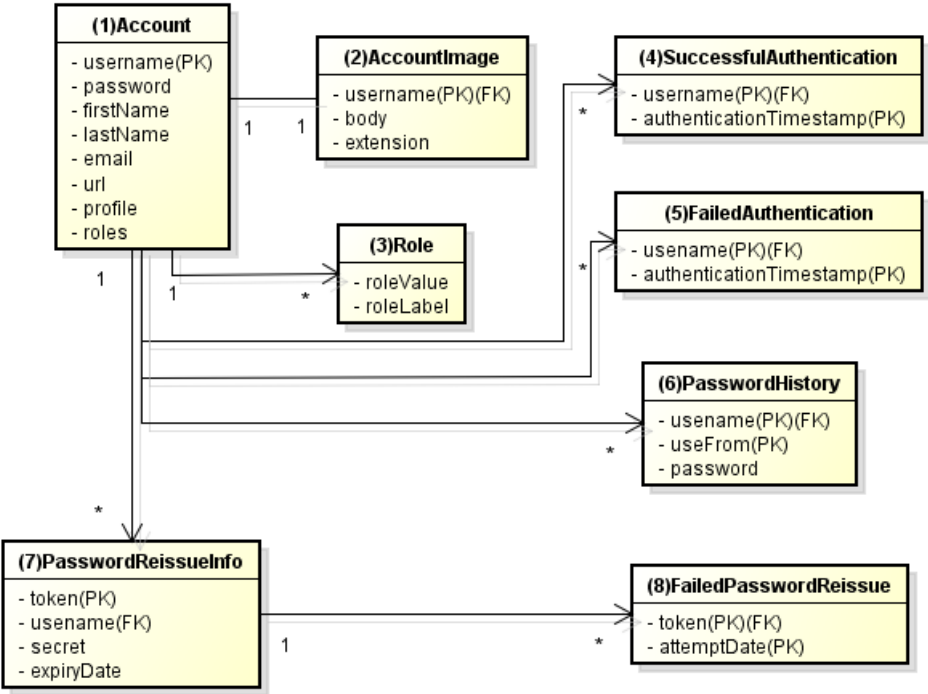 (1)Account
- username(PK)
- password
- firstName
- lastName
- email
- url
- profile
- roles
(2)AccountImage
- username(PK)(FK)
- body
- extension
1
1
(3)Role
- roleValue
- roleLabel
1
*
(4)SuccessfulAuthentication
- username(PK)(FK)
- authenticationTimestamp(PK)
*
(5)FailedAuthentication
- usename(PK)(FK)
- authenticationTimestamp(PK)
*
(6)PasswordHistory
- usename(PK)(FK)
- useFrom(PK)
- password
*
1
*
(7)PasswordReissueInfo
- token(PK)
- usename(FK)
- secret
- expiryDate
1
*
(8)FailedPasswordReissue
- token(PK)(FK)
- attemptDate(PK)